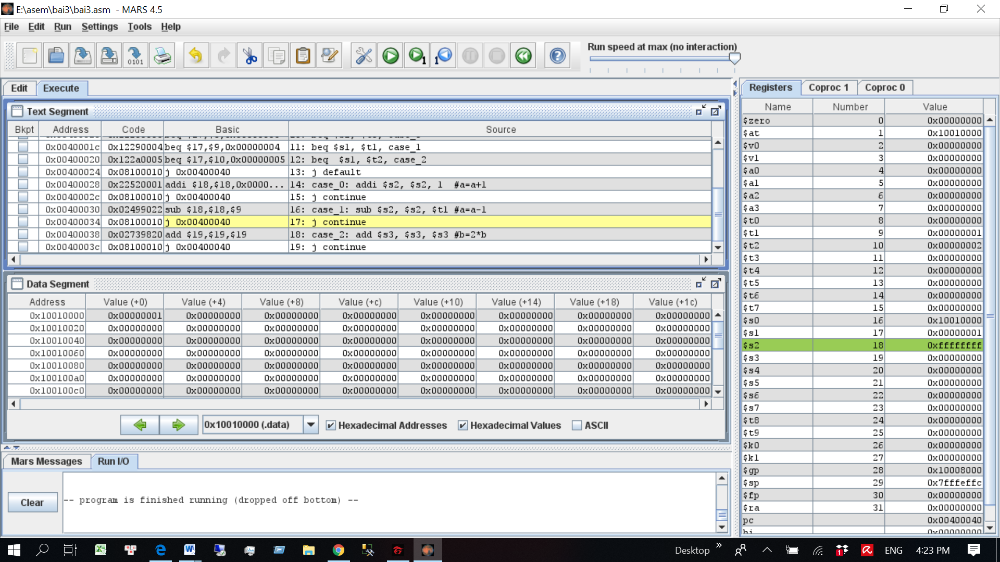 E:\asem\bai3\bai3.asm - MARS 4.5
File Edit Run Settings Tools Help
Run speed at max (no interaction)
0101
1
1
Edit Execute
Text Segment
Bkpt Address Code Basic Source
0x0040001c 0x12290004 beq $17,$9,0x00000004 11: beq $s1, $t1, case_1
0x00400020 0x122a0005 beq $17,$10,0x00000005 12: beq $s1, $t2, case_2
0x00400024 0x08100010 j 0x00400040 13: j default
0x00400028 0x22520001 addi $18,$18,0x0000... 14: case_0: addi $s2, $s2, 1 #a=a+1
0x0040002c 0x08100010 j 0x00400040 15: j continue
0x00400030 0x02499022 sub $18,$18,$9 16: case_1: sub $s2, $s2, $t1 #a=a-1
0x00400034 0x08100010 j 0x00400040 17: j continue
0x00400038 0x02739820 add $19,$19,$19 18: case_2: add $s3, $s3, $s3 #b=2*b
0x0040003c 0x08100010 j 0x00400040 19: j continue
Data Segment
Address Value (+0) Value (+4) Value (+8) Value (+c) Value (+10) Value (+14) Value (+18) Value (+1c)
0x10010000 0x00000001 0x00000000 0x00000000 0x00000000 0x00000000 0x00000000 0x00000000 0x00000000
0x10010020 0x00000000 0x00000000 0x00000000 0x00000000 0x00000000 0x00000000 0x00000000 0x00000000
0x10010040 0x00000000 0x00000000 0x00000000 0x00000000 0x00000000 0x00000000 0x00000000 0x00000000
0x10010060 0x00000000 0x00000000 0x00000000 0x00000000 0x00000000 0x00000000 0x00000000 0x00000000
0x10010080 0x00000000 0x00000000 0x00000000 0x00000000 0x00000000 0x00000000 0x00000000 0x00000000
0x100100a0 0x00000000 0x00000000 0x00000000 0x00000000 0x00000000 0x00000000 0x00000000 0x00000000
0x100100c0 0x00000000 0x00000000 0x00000000 0x00000000 0x00000000 0x00000000 0x00000000 0x00000000
0x10010000 (.data) Hexadecimal Addresses Hexadecimal Values ASCII
Mars Messages Run I/O
Clear
-- program is finished running (dropped off bottom) --
Registers Coproc 1 Coproc 0
Name Number Value
$zero 0 0x00000000
$at 1 0x10010000
$v0 2 0x00000000
$v1 3 0x00000000
$a0 4 0x00000000
$a1 5 0x00000000
$a2 6 0x00000000
$a3 7 0x00000000
$t0 8 0x00000000
$t1 9 0x00000001
$t2 10 0x00000002
$t3 11 0x00000000
$t4 12 0x00000000
$t5 13 0x00000000
$t6 14 0x00000000
$t7 15 0x00000000
$s0 16 0x10010000
$s1 17 0x00000001
$s2 18 0xffffffff
$s3 19 0x00000000
$s4 20 0x00000000
$s5 21 0x00000000
$s6 22 0x00000000
$s7 23 0x00000000
$t8 24 0x00000000
$t9 25 0x00000000
$k0 26 0x00000000
$k1 27 0x00000000
$gp 28 0x10008000
$sp 29 0x7fffeffc
$fp 30 0x00000000
$ra 31 0x00000000
pc 0x00400040
hi 0x00000000
Desktop ENG 4:23 PM